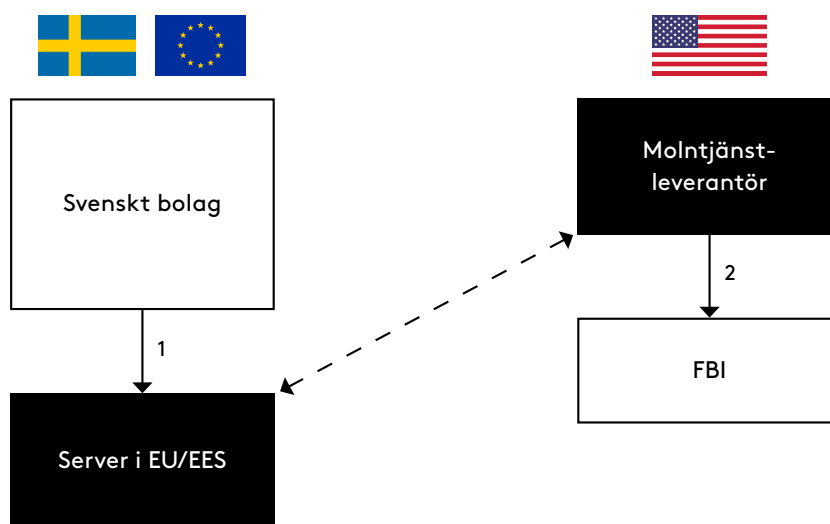 Svenskt bolag
1
Server i EU/EES
Molntjänst-
leverantör
2
FBI